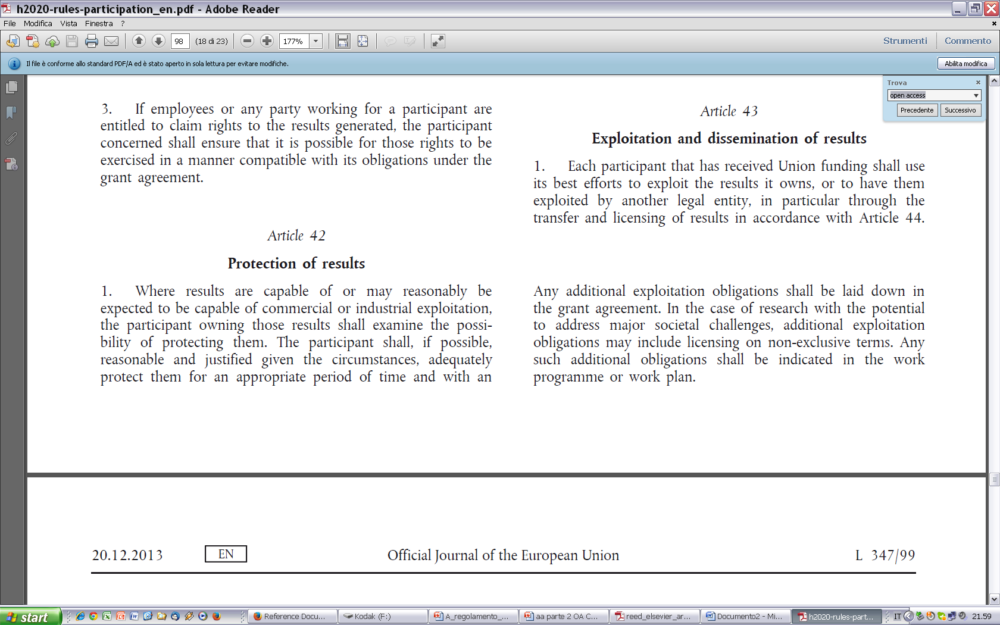 h2020-rules-participation_en.pdf - Adobe Reader
File Modifica Vista Finestra ?
98 (18 di 23) 177% Strumenti Commento
Il file è conforme allo standard PDF/A ed è stato aperto in sola lettura per evitare modifiche. Abilita modifica
Trova
open access
Precedente Successivo
3. If employees or any party working for a participant are
entitled to claim rights to the results generated, the participant
concerned shall ensure that it is possible for those rights to be
exercised in a manner compatible with its obligations under the
grant agreement.
Article 42
Protection of results
1. Where results are capable of or may reasonably be
expected to be capable of commercial or industrial exploitation,
the participant owning those results shall examine the possi-
bility of protecting them. The participant shall, if possible,
reasonable and justified given the circumstances, adequately
protect them for an appropriate period of time and with an
Article 43
Exploitation and dissemination of results
1. Each participant that has received Union funding shall use
its best efforts to exploit the results it owns, or to have them
exploited by another legal entity, in particular through the
transfer and licensing of results in accordance with Article 44.
Any additional exploitation obligations shall be laid down in
the grant agreement. In the case of research with the potential
to address major societal challenges, additional exploitation
obligations may include licensing on non-exclusive terms. Any
such additional obligations shall be indicated in the work
programme or work plan.
20.12.2013 EN Official Journal of the European Union L 347/99
start Reference Docu... Kodak (F:) A_regolamento_... aa parte 2 OA C... reed_elsevier_ar... Documento2 - Mi... h2020-rules-part... IT 21.59